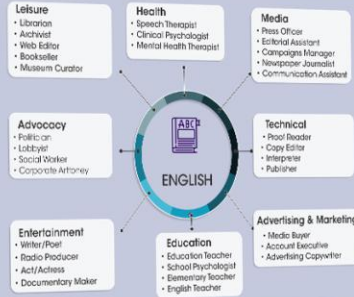 Leisure
• Librarian
• Archivist
• Web Editor
• Bookseller
• Museum Curator
Health
• Speech Therapist
• Clinical Psychologist
• Mental Health Therapist
Media
• Press Officer
• Editorial Assistant
• Campaigns Manager
• Newspaper Journalist
• Communication Assistant
Advocacy
• Politician
• Lobbyist
• Social Worker
• Corporate Attorney
ABC
ENGLISH
Technical
• Proof Reader
• Copy Editor
• Interpreter
• Publisher
Entertainment
• Writer/Poet
• Radio Producer
• Act/Actress
• Documentary Maker
Education
• Education Teacher
• School Psychologist
• Elementary Teacher
• English Teacher
Advertising & Marketing
• Media Buyer
• Account Executive
• Advertising Copywriter